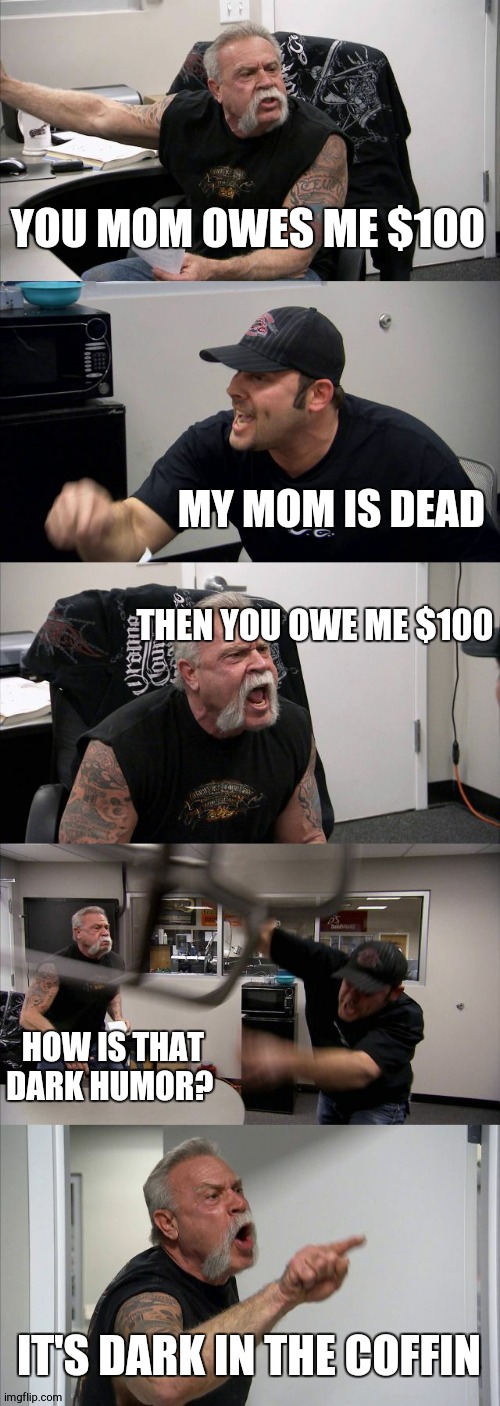 YOU MOM OWES ME $100
MY MOM IS DEAD
THEN YOU OWE ME $100
HOW IS THAT
DARK HUMOR?
IT'S DARK IN THE COFFIN
imgflip.com